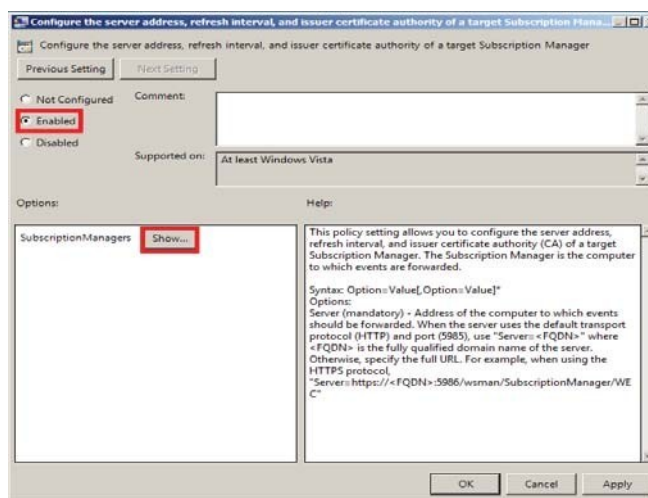 Configure the server address, refresh interval, and issuer certificate authority of a target Subscription Mana...
Configure the server address, refresh interval, and issuer certificate authority of a target Subscription Manager
Previous Setting
Next Setting
Not Configured
Comment:
Enabled
Disabled
Supported on:
At least Windows Vista
Options:
Help:
SubscriptionManagers
Show...
This policy setting allows you to configure the server address,
refresh interval, and issuer certificate authority (CA) of a target
Subscription Manager. The Subscription Manager is the computer
to which events are forwarded.
Syntax: Option=Value[,Option=Value]*
Options:
Server (mandatory) - Address of the computer to which events
should be forwarded. When the server uses the default transport
protocol (HTTP) and port (5985), use "Server=<FQDN>" where
<FQDN> is the fully qualified domain name of the server.
Otherwise, specify the full URL. For example, when using the
HTTPS protocol,
"Server=https://<FQDN>:5986/wsman/SubscriptionManager/WE
C"
OK
Cancel
Apply